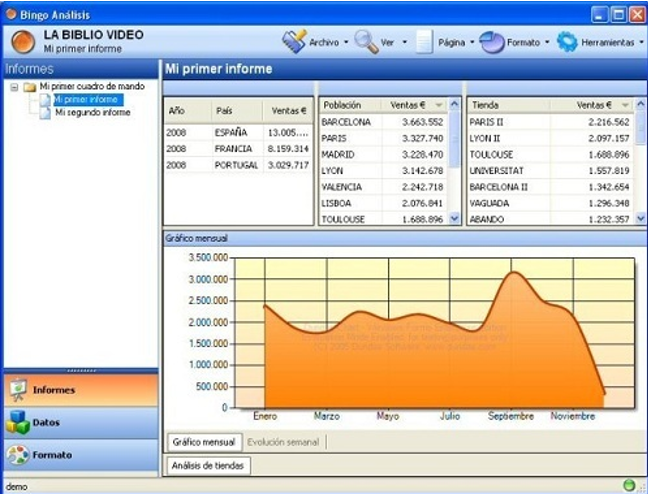 Bingo Análisis
LA BIBLIO VIDEO
Mi primer informe
Archivo
Ver
Página
Formato
Herramientas
Informes
Mi primer cuadro de mando
Mi primer informe
Mi segundo informe
Mi primer informe
Año País Ventas €
2008 ESPAÑA 13.005....
2008 FRANCIA 8.159.314
2008 PORTUGAL 3.029.717
Población Ventas €
BARCELONA 3.663.552
PARIS 3.327.740
MADRID 3.228.470
LYON 3.142.678
VALENCIA 2.242.718
LISBOA 2.076.841
TOULOUSE 1.688.896
Tienda Ventas €
PARIS II 2.216.562
LYON II 2.097.157
TOULOUSE 1.688.896
UNIVERSITAT 1.557.819
BARCELONA II 1.342.654
VAGUADA 1.296.348
ABANDO 1.232.357
Gráfico mensual
3.500.000
3.000.000
2.500.000
2.000.000
1.500.000
1.000.000
500.000
0
Enero Marzo Mayo Julio Septiembre Noviembre
Gráfico mensual Evolución semanal
Análisis de tiendas
Informes
Datos
Formato
demo